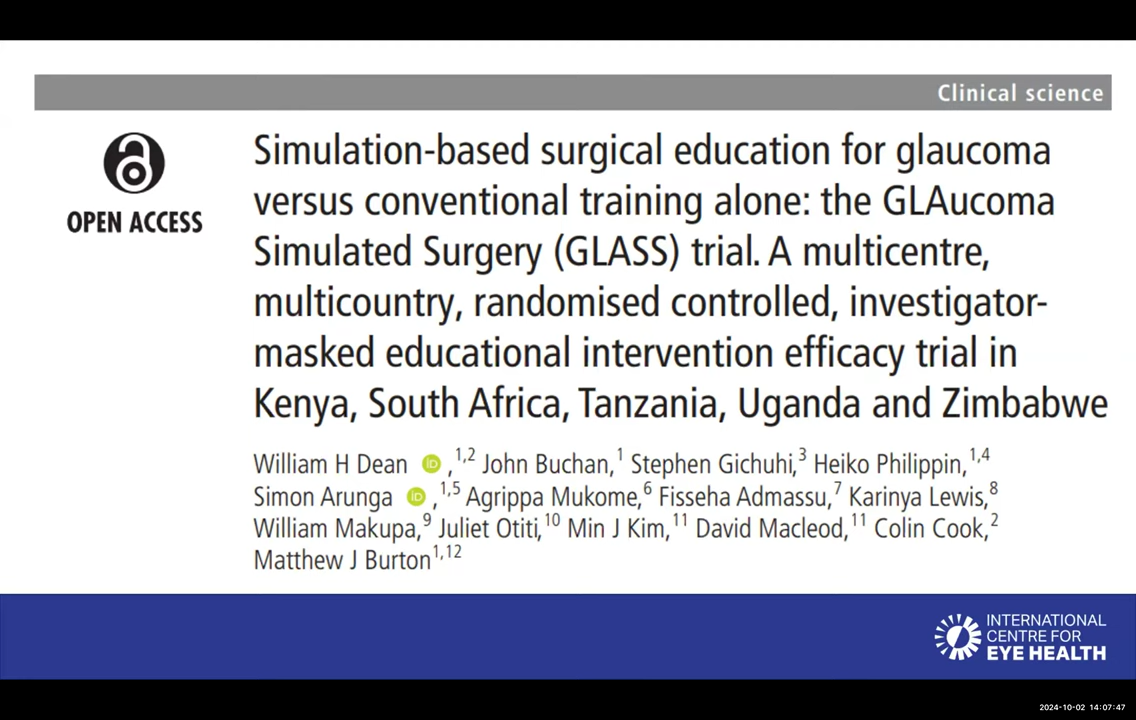 Clinical science
OPEN ACCESS
Simulation-based surgical education for glaucoma
versus conventional training alone: the GLAucoma
Simulated Surgery (GLASS) trial. A multicentre,
multicountry, randomised controlled, investigator-
masked educational intervention efficacy trial in
Kenya, South Africa, Tanzania, Uganda and Zimbabwe
William H Dean iD ,1,2 John Buchan,1 Stephen Gichuhi,3 Heiko Philippin,1,4
Simon Arunga iD ,1,5 Agrippa Mukome,6 Fisseha Admassu,7 Karinya Lewis,8
William Makupa,9 Juliet Otiti,10 Min J Kim,11 David Macleod,11 Colin Cook,2
Matthew J Burton1,12
INTERNATIONAL
CENTRE FOR
EYE HEALTH
2024-10-02 14:07:47